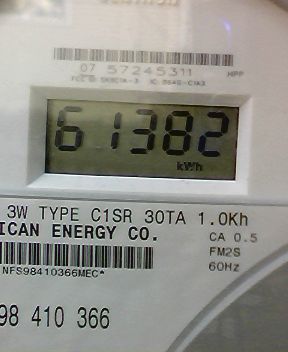 07 57245311 HPP
61382
kWh
3W TYPE C1SR 30TA 1.0Kh
ICAN ENERGY CO.
CA 0.5
FM2S
60Hz
NFS98410366MEC*
98 410 366